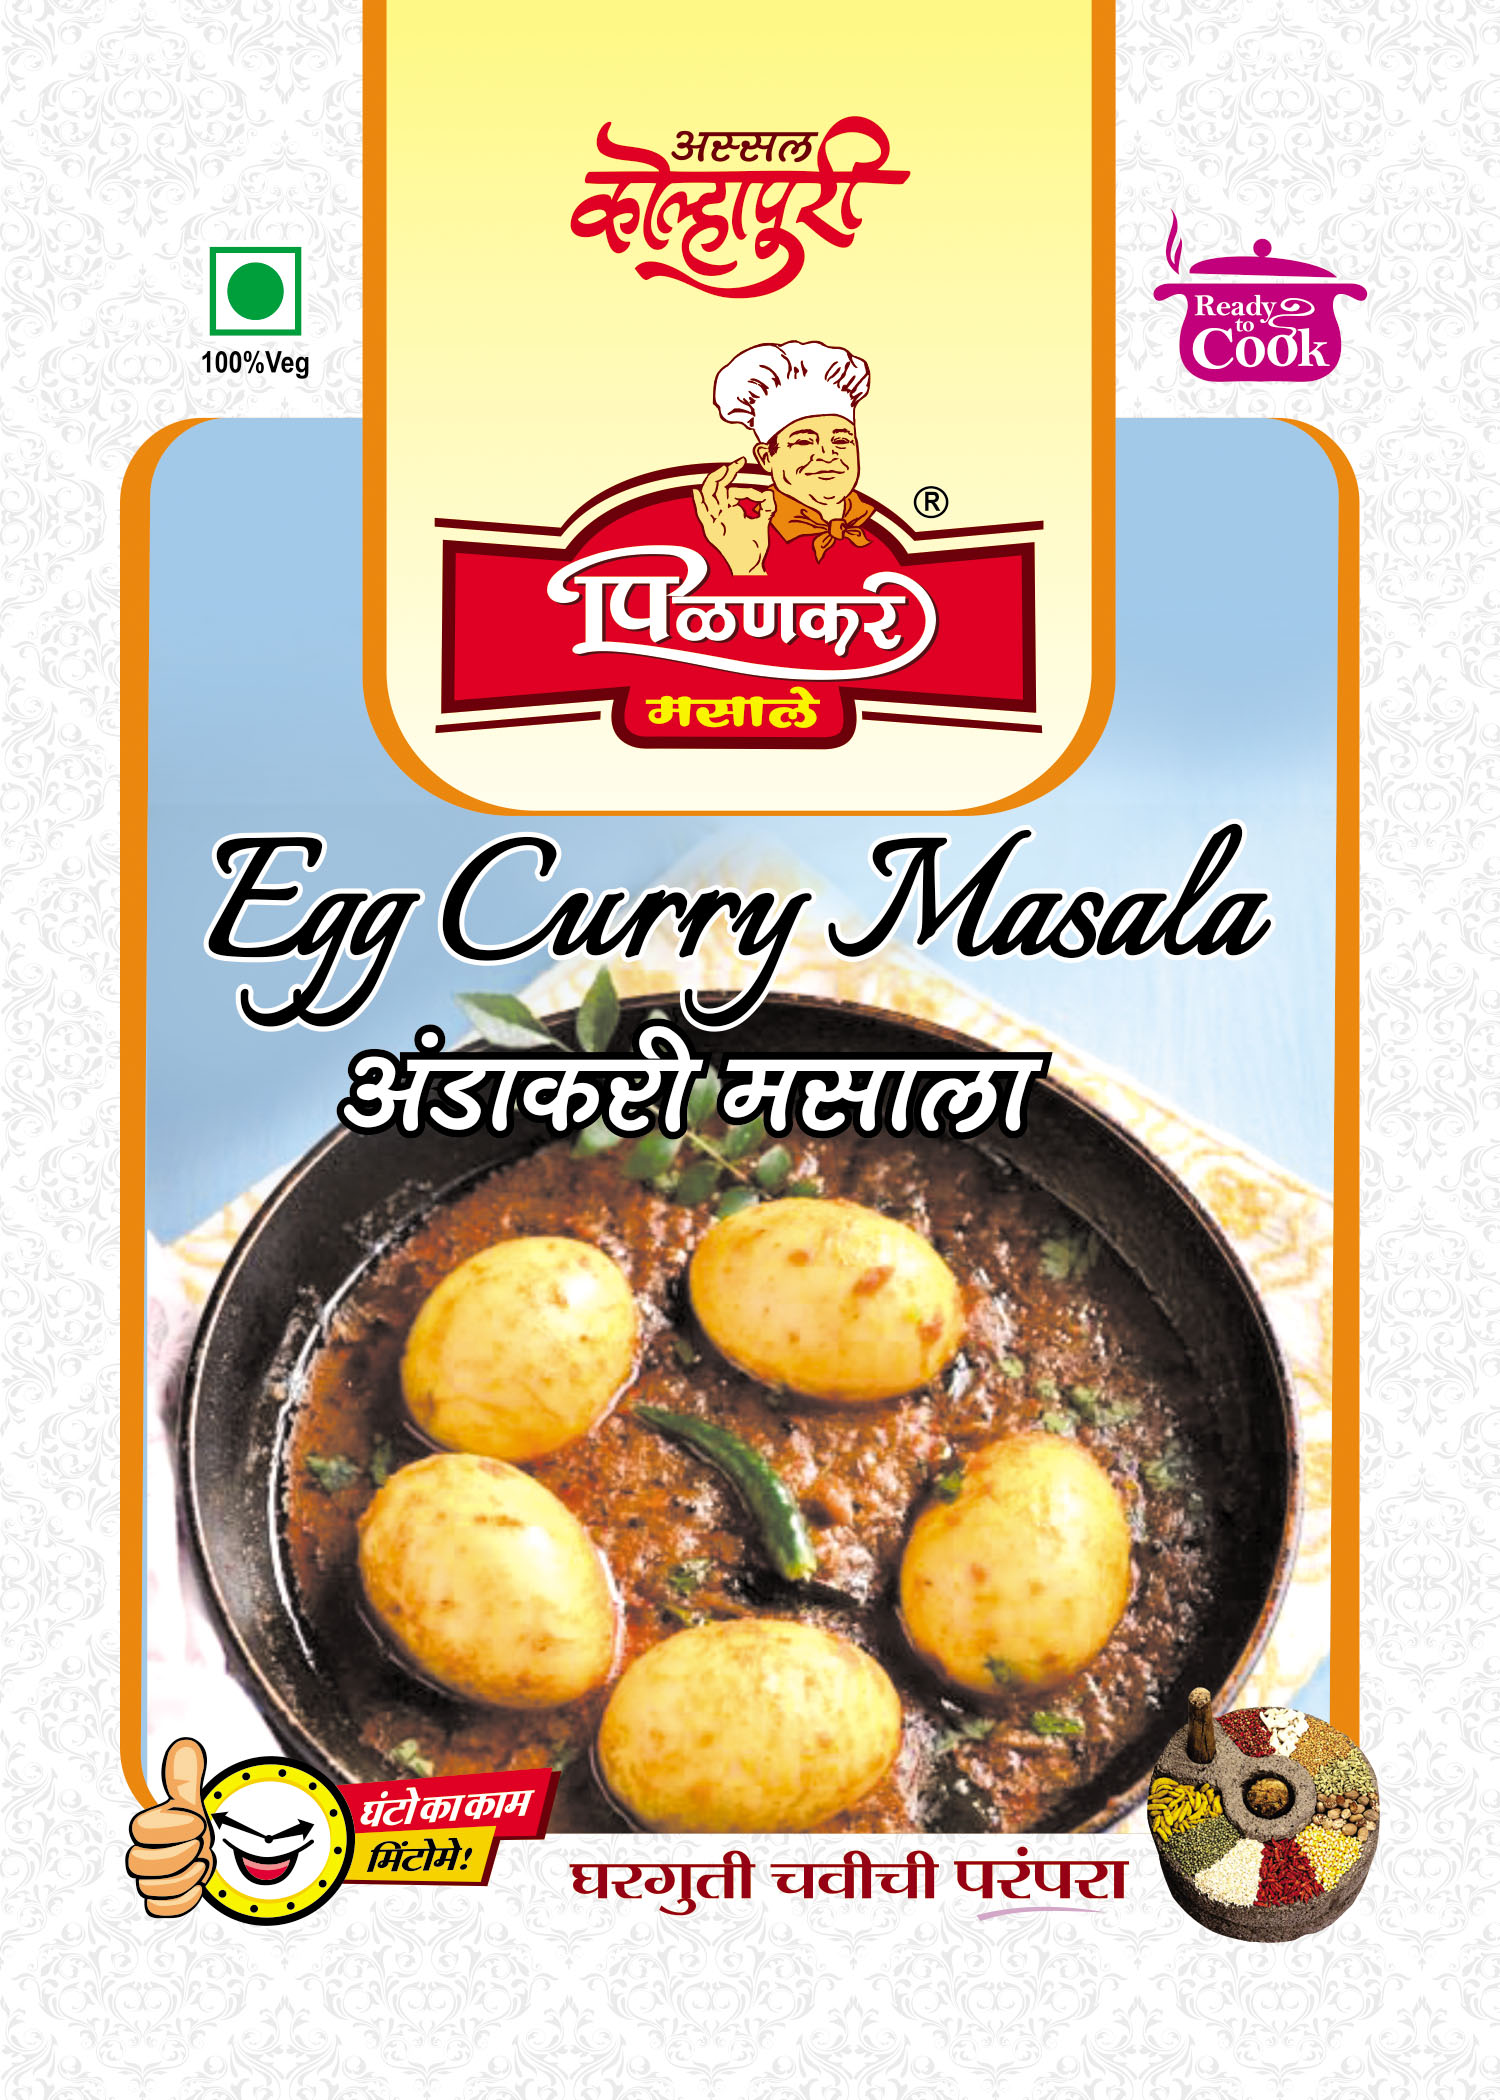 अस्सल
कोल्हापुरी
100%Veg
Ready
to
Cook
®
पिळणकर
मसाले
Egg Curry Masala
अंडाकरी मसाला
घंटो का काम
मिंटोमे!
घरगुती चवीची परंपरा